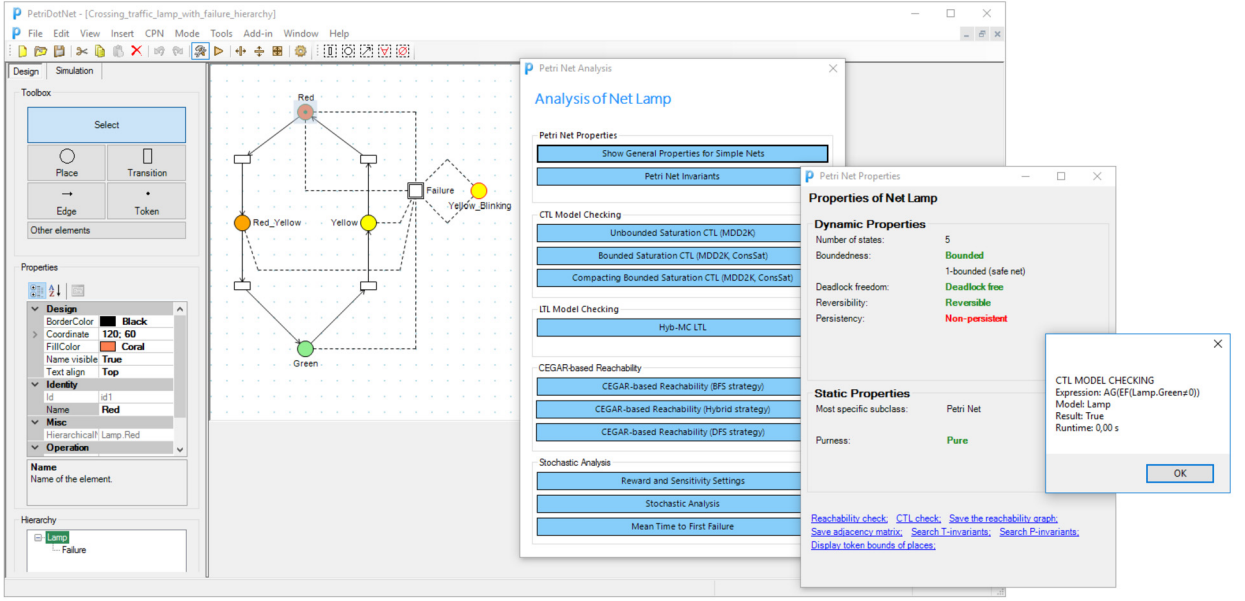 PetriDotNet - [Crossing_traffic_lamp_with_failure_hierarchy]
File Edit View Insert CPN Mode Tools Add-in Window Help
Design Simulation
Toolbox
Select
Place Transition
Edge Token
Other elements
Properties
Design
BorderColor Black
Coordinate 120; 60
FillColor Coral
Name visible True
Text align Top
Identity
Id id1
Name Red
Misc
Lamp.Red
Operation
Name
Name of the element.
Hierarchy
Lamp
Failure
Red
Failure
Yellow_Blinking
Red_Yellow
Yellow
Green
Petri Net Analysis
Analysis of Net Lamp
Petri Net Properties
Show General Properties for Simple Nets
Petri Net Invariants
CTL Model Checking
Unbounded Saturation CTL (MDD2K)
Bounded Saturation CTL (MDD2K, ConsSat)
Compacting Bounded Saturation CTL (MDD2K, ConsSat)
LTL Model Checking
Hyb-MC LTL
CEGAR-based Reachability
CEGAR-based Reachability (BFS strategy)
CEGAR-based Reachability (Hybrid strategy)
CEGAR-based Reachability (DFS strategy)
Stochastic Analysis
Reward and Sensitivity Settings
Stochastic Analysis
Mean Time to First Failure
Petri Net Properties
Properties of Net Lamp
Dynamic Properties
Number of states: 5
Boundedness: Bounded
1-bounded (safe net)
Deadlock freedom: Deadlock free
Reversibility: Reversible
Persistency: Non-persistent
Static Properties
Most specific subclass: Petri Net
Pureness: Pure
Reachability check; CTL check; Save the reachability graph;
Save adjacency matrix; Search T-invariants; Search P-invariants;
Display token bounds of places;
CTL MODEL CHECKING
Expression: AG(EF(Lamp.Green≠0))
Model: Lamp
Result: True
Runtime: 0,00 s
OK